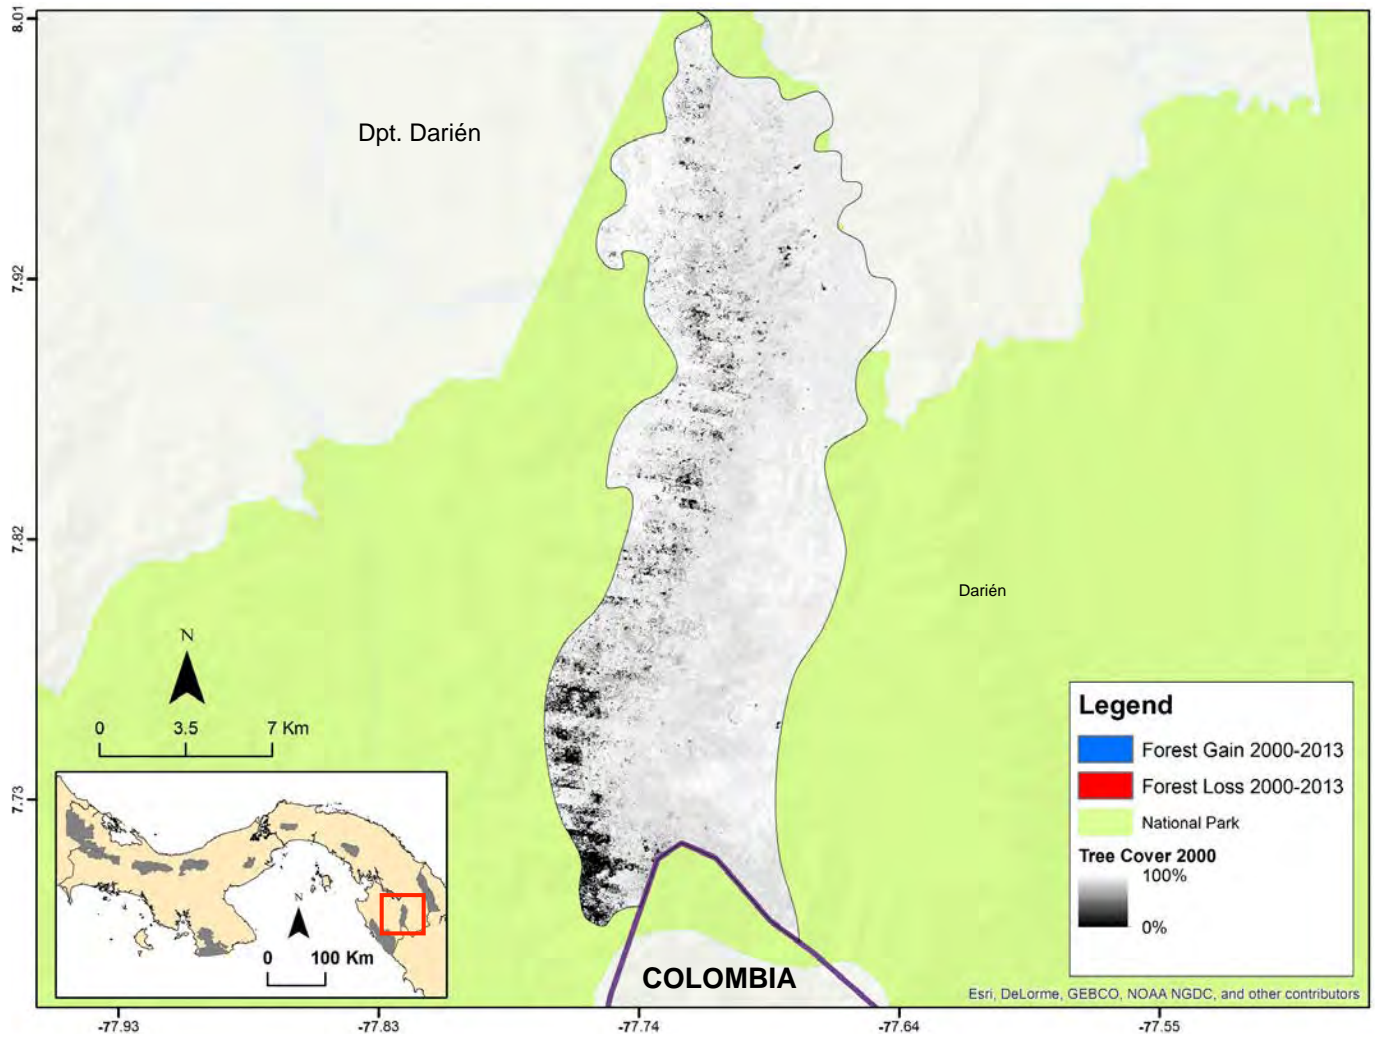 8.01
7.92
7.82
7.73
Dpt. Darién
Darién
N
0 3.5 7 Km
N
0 100 Km
COLOMBIA
Legend
Forest Gain 2000-2013
Forest Loss 2000-2013
National Park
Tree Cover 2000
100%
0%
Esri, DeLorme, GEBCO, NOAA NGDC, and other contributors
-77.93 -77.83 -77.74 -77.64 -77.55